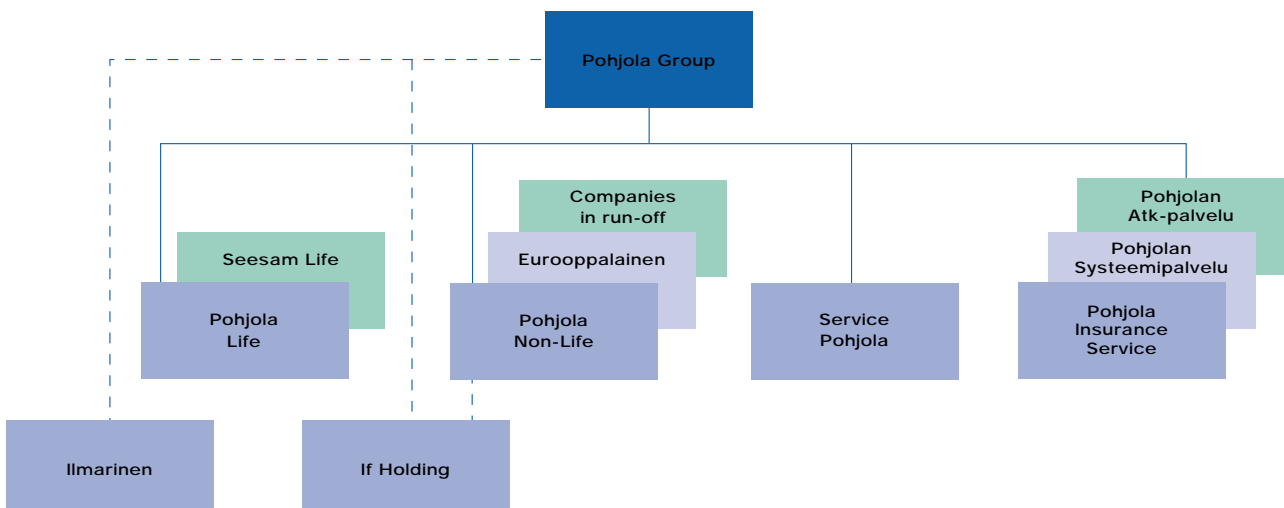 Pohjola Group
Companies
in run-off
Pohjolan
Atk-palvelu
Seesam Life
Eurooppalainen
Pohjolan
Systeemipalvelu
Pohjola
Life
Pohjola
Non-Life
Service
Pohjola
Pohjola
Insurance
Service
Ilmarinen
If Holding